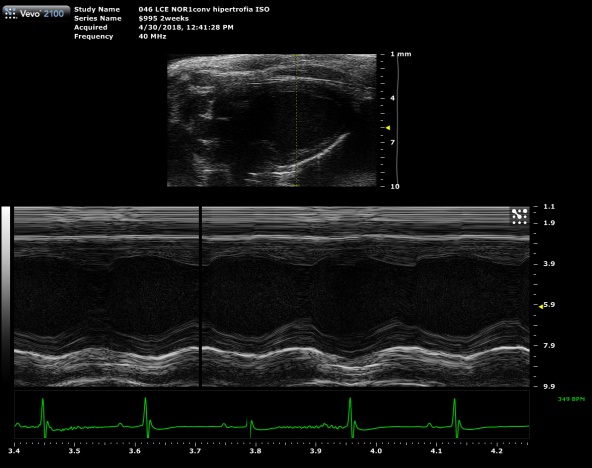 Vevo 2100
Study Name 046 LCE NOR1conv hipertrofia ISO
Series Name S995 2weeks
Acquired 4/30/2018, 12:41:28 PM
Frequency 40 MHz
1 mm
4
7
10
1.1
1.9
3.9
5.9
7.9
9.9
349 BPM
3.4 3.5 3.6 3.7 3.8 3.9 4.0 4.1 4.2